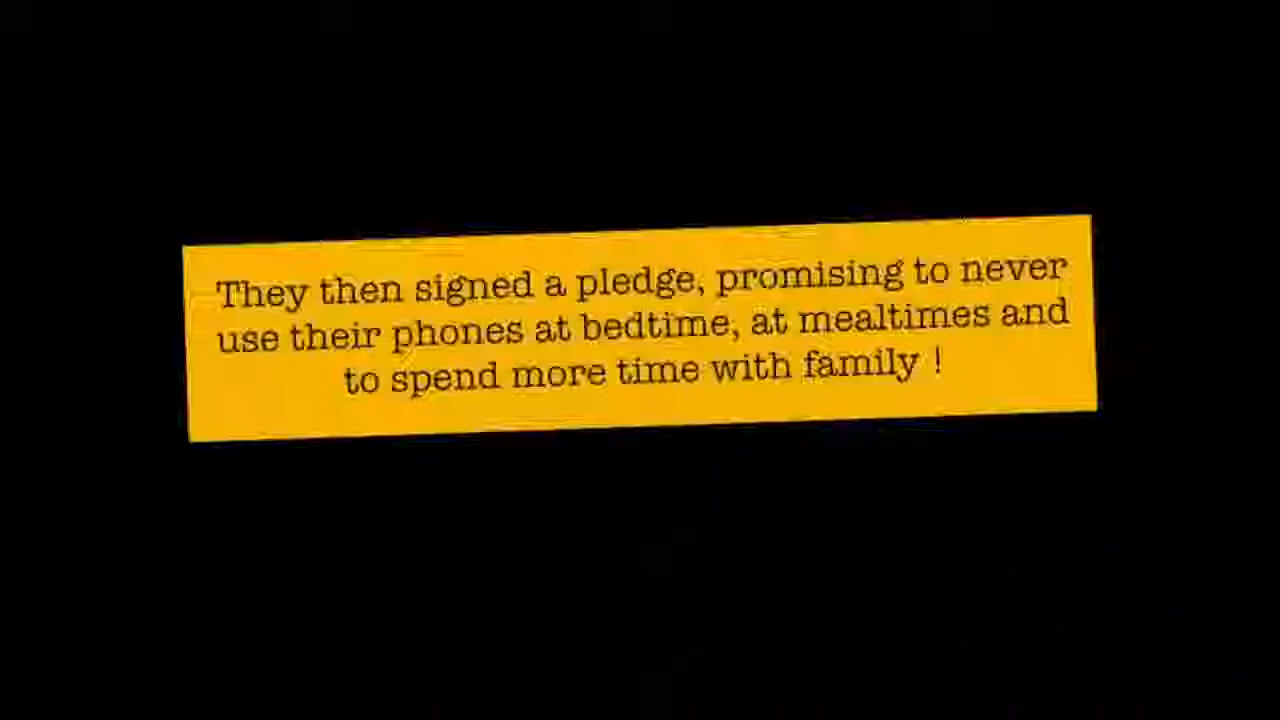 They then signed a pledge, promising to never
use their phones at bedtime, at mealtimes and
to spend more time with family !